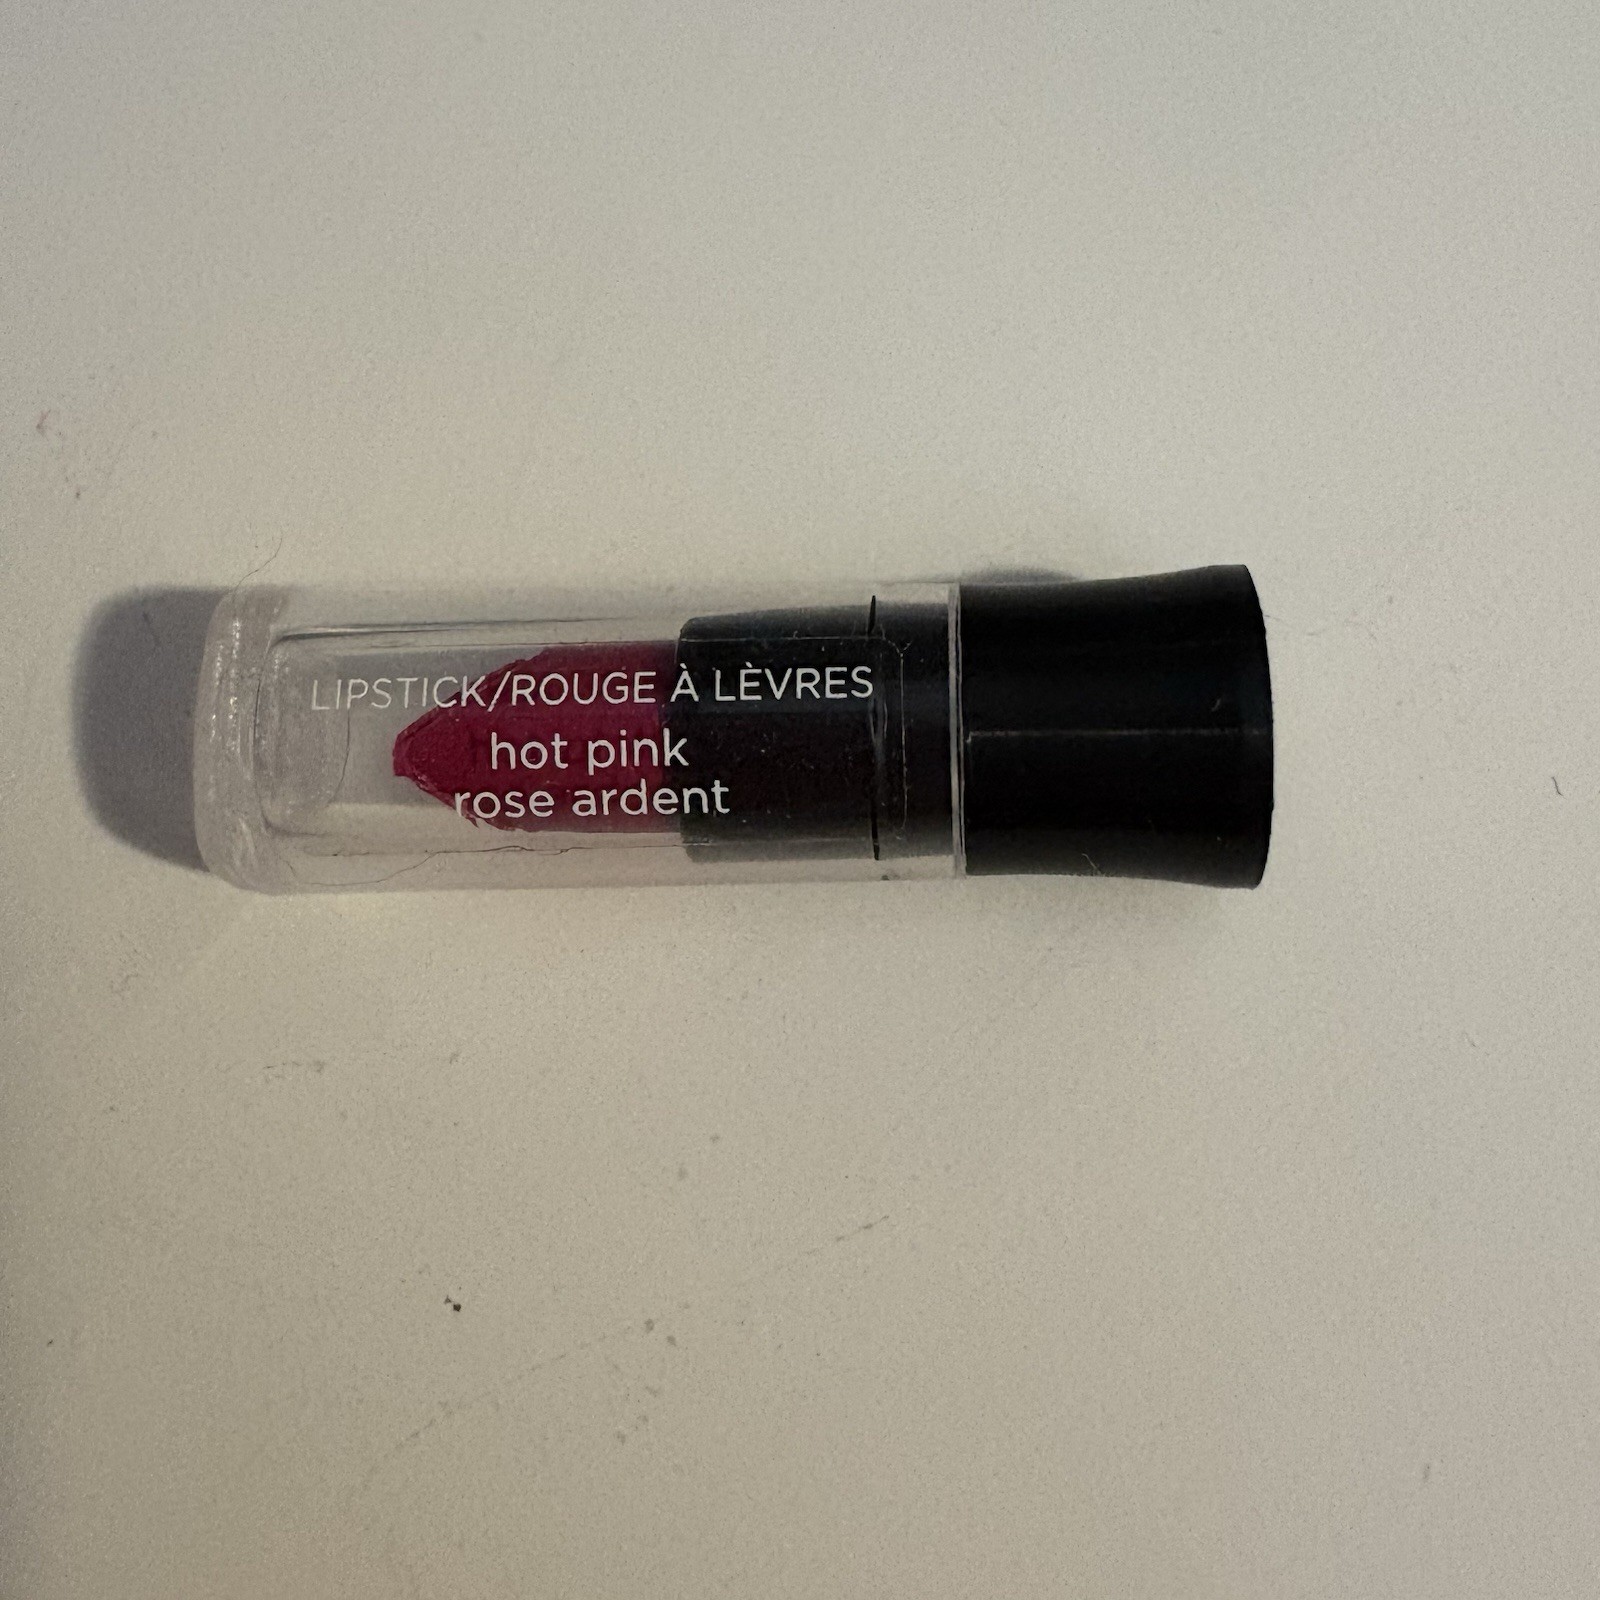 LIPSTICK/ROUGE À LÈVRES
hot pink
rose ardent